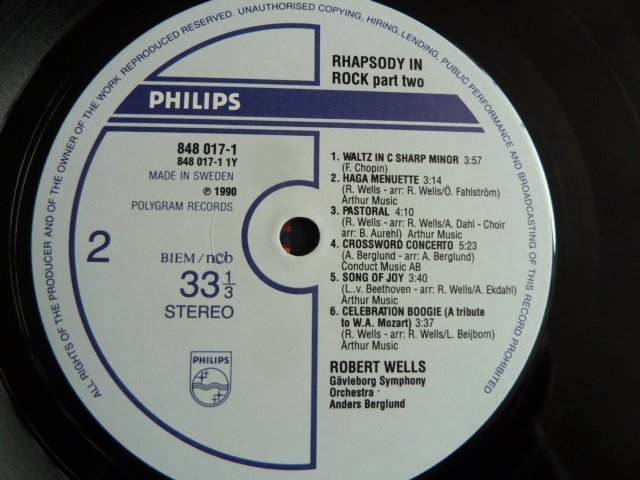 ALL RIGHTS OF THE PRODUCER AND OF THE OWNER OF THE WORK REPRODUCED RESERVED. UNAUTHORISED COPYING, HIRING, LENDING, PUBLIC PERFORMANCE AND BROADCASTING OF THIS RECORD PROHIBITED
RHAPSODY IN
ROCK part two
PHILIPS
848 017-1
848 017-1 1Y
MADE IN SWEDEN
℗ 1990
POLYGRAM RECORDS
2
BIEM / ncb
33 1/3
STEREO
PHILIPS
1. WALTZ IN C SHARP MINOR 3:57
(F. Chopin)
2. HAGA MENUETTE 3:14
(R. Wells - arr: R. Wells/Ö. Fahlström)
Arthur Music
3. PASTORAL 4:10
(R. Wells - arr: R. Wells/A. Dahl - Choir
arr: B. Aurehl) Arthur Music
4. CROSSWORD CONCERTO 5:23
(A. Berglund - arr: A. Berglund)
Conduct Music AB
5. SONG OF JOY 3:40
(L.. v. Beethoven - arr: R. Wells/A. Ekdahl)
Arthur Music
6. CELEBRATION BOOGIE (A tribute
to W.A. Mozart) 3:37
(R. Wells - arr: R. Wells/L. Beijbom)
Arthur Music
ROBERT WELLS
Gävleborg Symphony
Orchestra
Anders Berglund